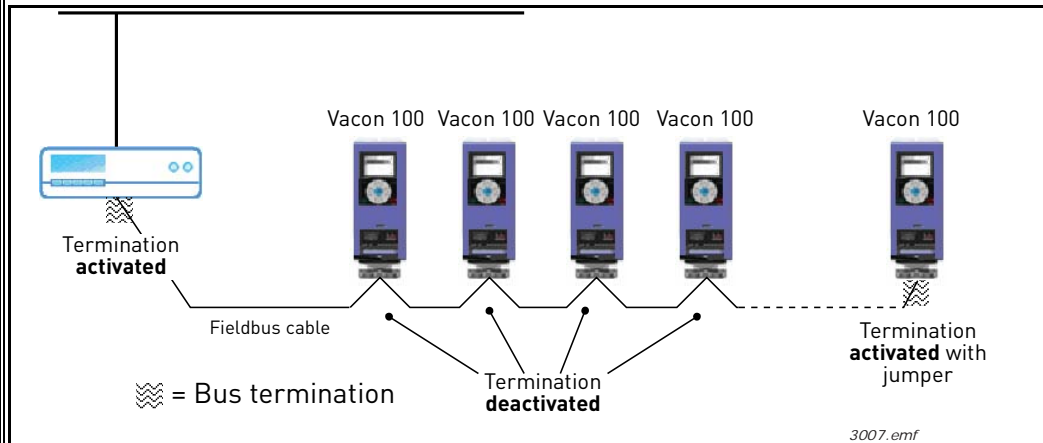 Vacon 100 Vacon 100 Vacon 100 Vacon 100 Vacon 100
Termination
activated
Fieldbus cable
Termination
deactivated
Termination
activated with
jumper
= Bus termination
3007.emf